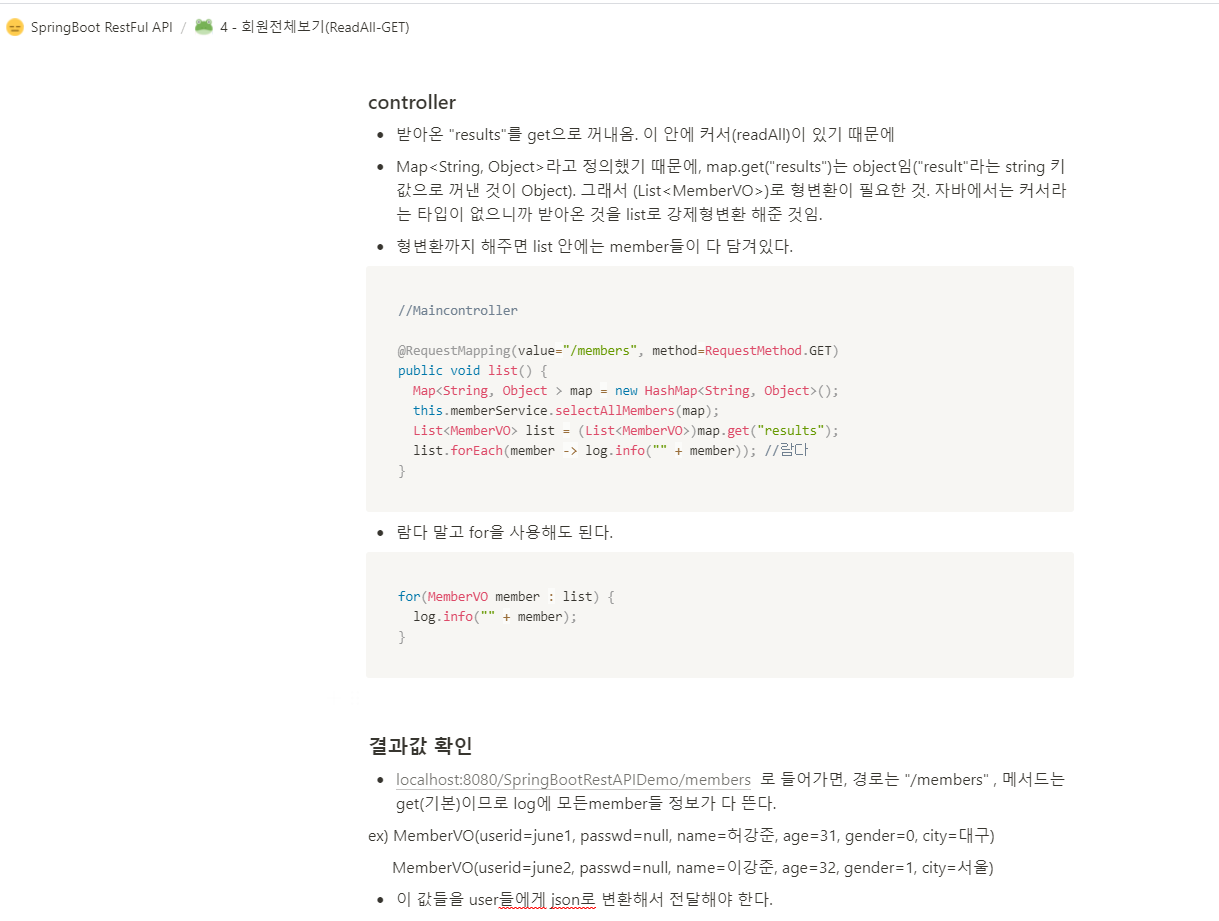 SpringBoot RestFul API / 4 - 회원전체보기(ReadAll-GET)
controller
• 받아온 "results"를 get으로 꺼내옴. 이 안에 커서(readAll)이 있기 때문에
• Map<String, Object>라고 정의했기 때문에, map.get("results")는 object임("result"라는 string 키
값으로 꺼낸 것이 Object). 그래서 (List<MemberVO>)로 형변환이 필요한 것. 자바에서는 커서라
는 타입이 없으니까 받아온 것을 list로 강제형변환 해준 것임.
• 형변환까지 해주면 list 안에는 member들이 다 담겨있다.
//Maincontroller
@RequestMapping(value="/members", method=RequestMethod.GET)
public void list() {
  Map<String, Object > map = new HashMap<String, Object>();
  this.memberService.selectAllMembers(map);
  List<MemberVO> list = (List<MemberVO>)map.get("results");
  list.forEach(member -> log.info("" + member)); //람다
}
• 람다 말고 for을 사용해도 된다.
for(MemberVO member : list) {
  log.info("" + member);
}
결과값 확인
• localhost:8080/SpringBootRestAPIDemo/members 로 들어가면, 경로는 "/members" , 메서드는
get(기본)이므로 log에 모든member들 정보가 다 뜬다.
ex) MemberVO(userid=june1, passwd=null, name=허강준, age=31, gender=0, city=대구)
MemberVO(userid=june2, passwd=null, name=이강준, age=32, gender=1, city=서울)
• 이 값들을 user들에게 json로 변환해서 전달해야 한다.